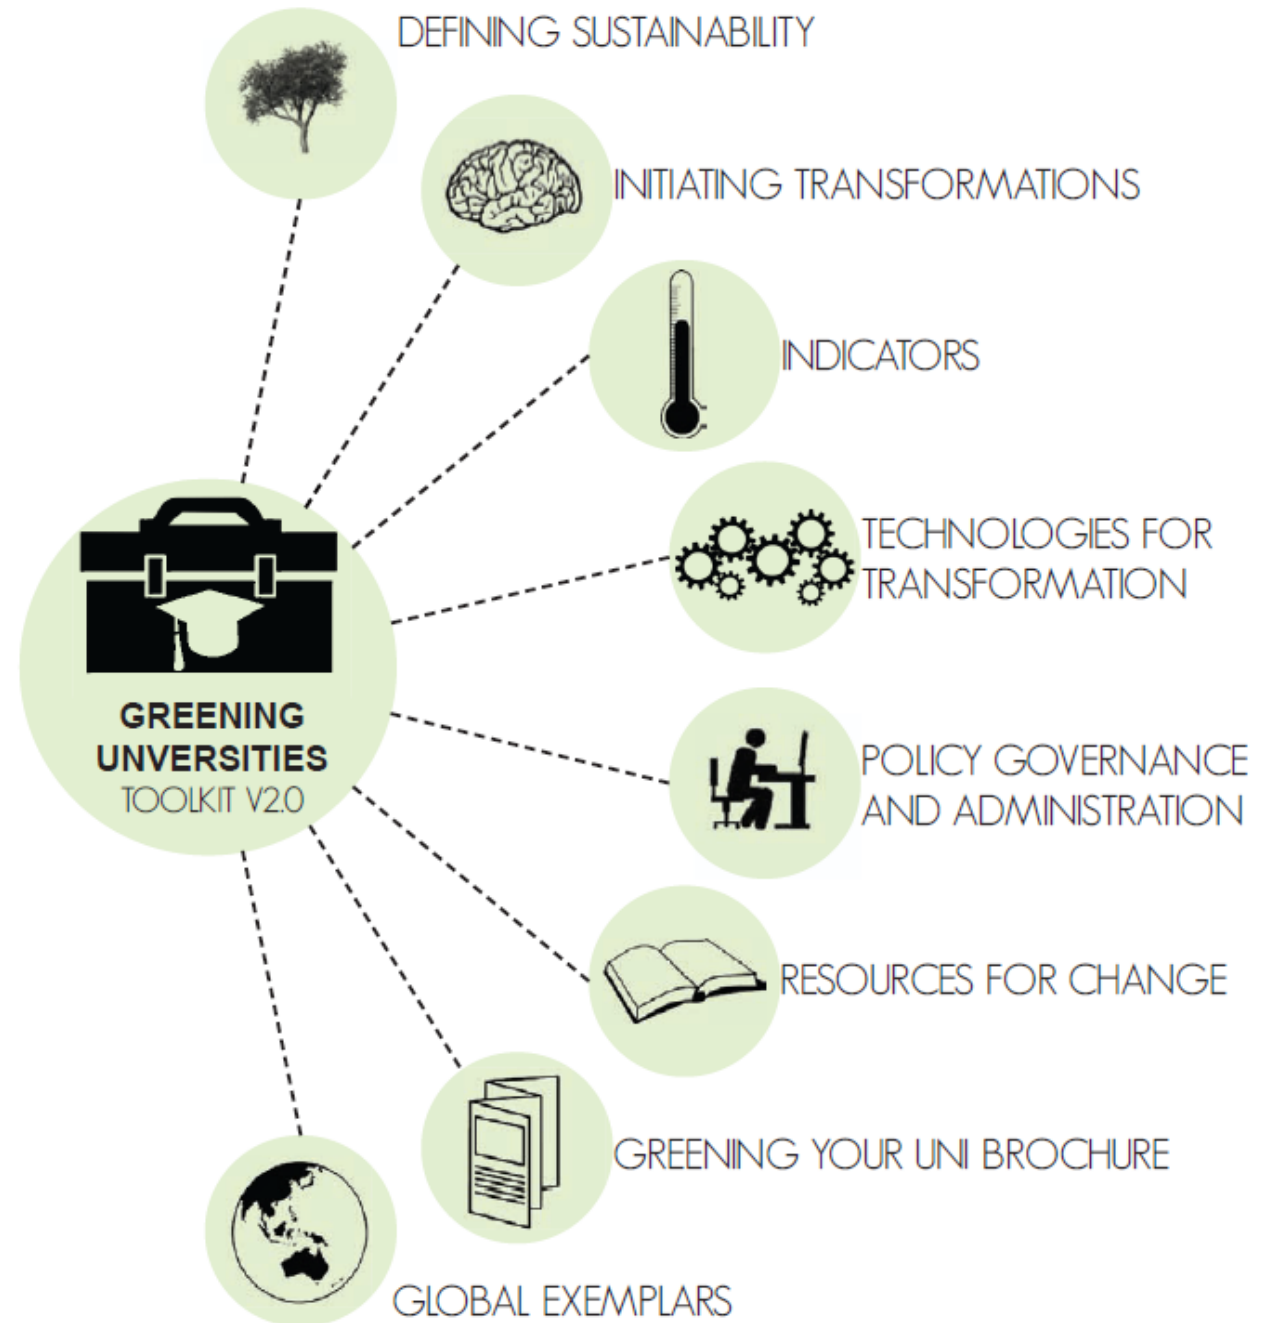 DEFINING SUSTAINABILITY
INITIATING TRANSFORMATIONS
INDICATORS
TECHNOLOGIES FOR
TRANSFORMATION
GREENING
UNVERSITIES
TOOLKIT V2.0
POLICY GOVERNANCE
AND ADMINISTRATION
RESOURCES FOR CHANGE
GREENING YOUR UNI BROCHURE
GLOBAL EXEMPLARS